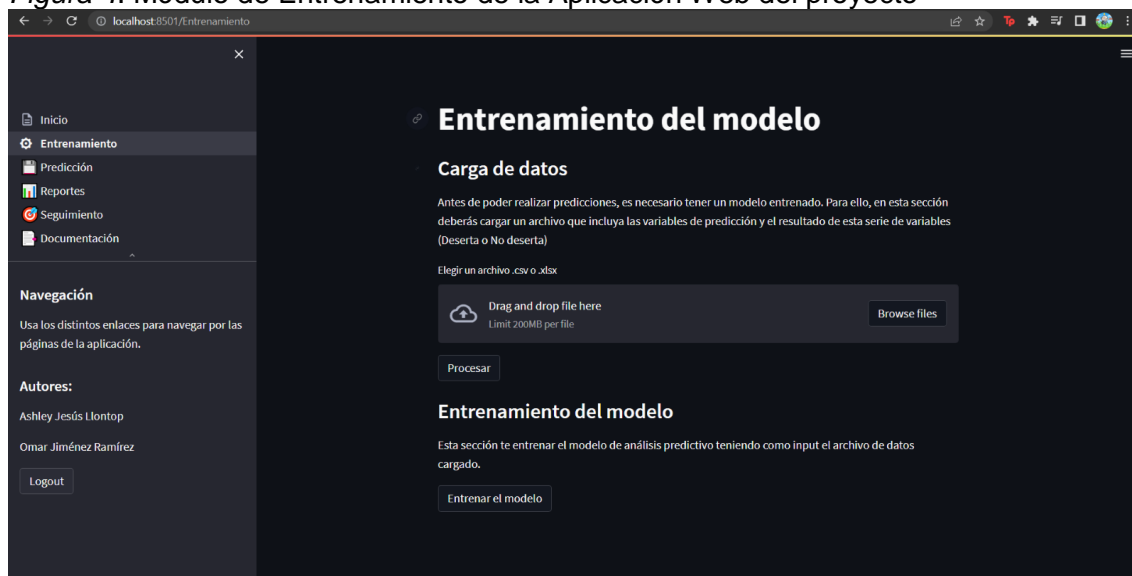 Figura 4. Módulo de Entrenamiento de la Aplicación Web del proyecto
localhost:8501/Entrenamiento
Tp
Inicio
Entrenamiento
Predicción
Reportes
Seguimiento
Documentación
Navegación
Usa los distintos enlaces para navegar por las
páginas de la aplicación.
Autores:
Ashley Jesús Llontop
Omar Jiménez Ramírez
Logout
Entrenamiento del modelo
Carga de datos
Antes de poder realizar predicciones, es necesario tener un modelo entrenado. Para ello, en esta sección
deberás cargar un archivo que incluya las variables de predicción y el resultado de esta serie de variables
(Deserta o No deserta)
Elegir un archivo .csv o .xlsx
Drag and drop file here
Limit 200MB per file
Browse files
Procesar
Entrenamiento del modelo
Esta sección te entrenar el modelo de análisis predictivo teniendo como input el archivo de datos
cargado.
Entrenar el modelo